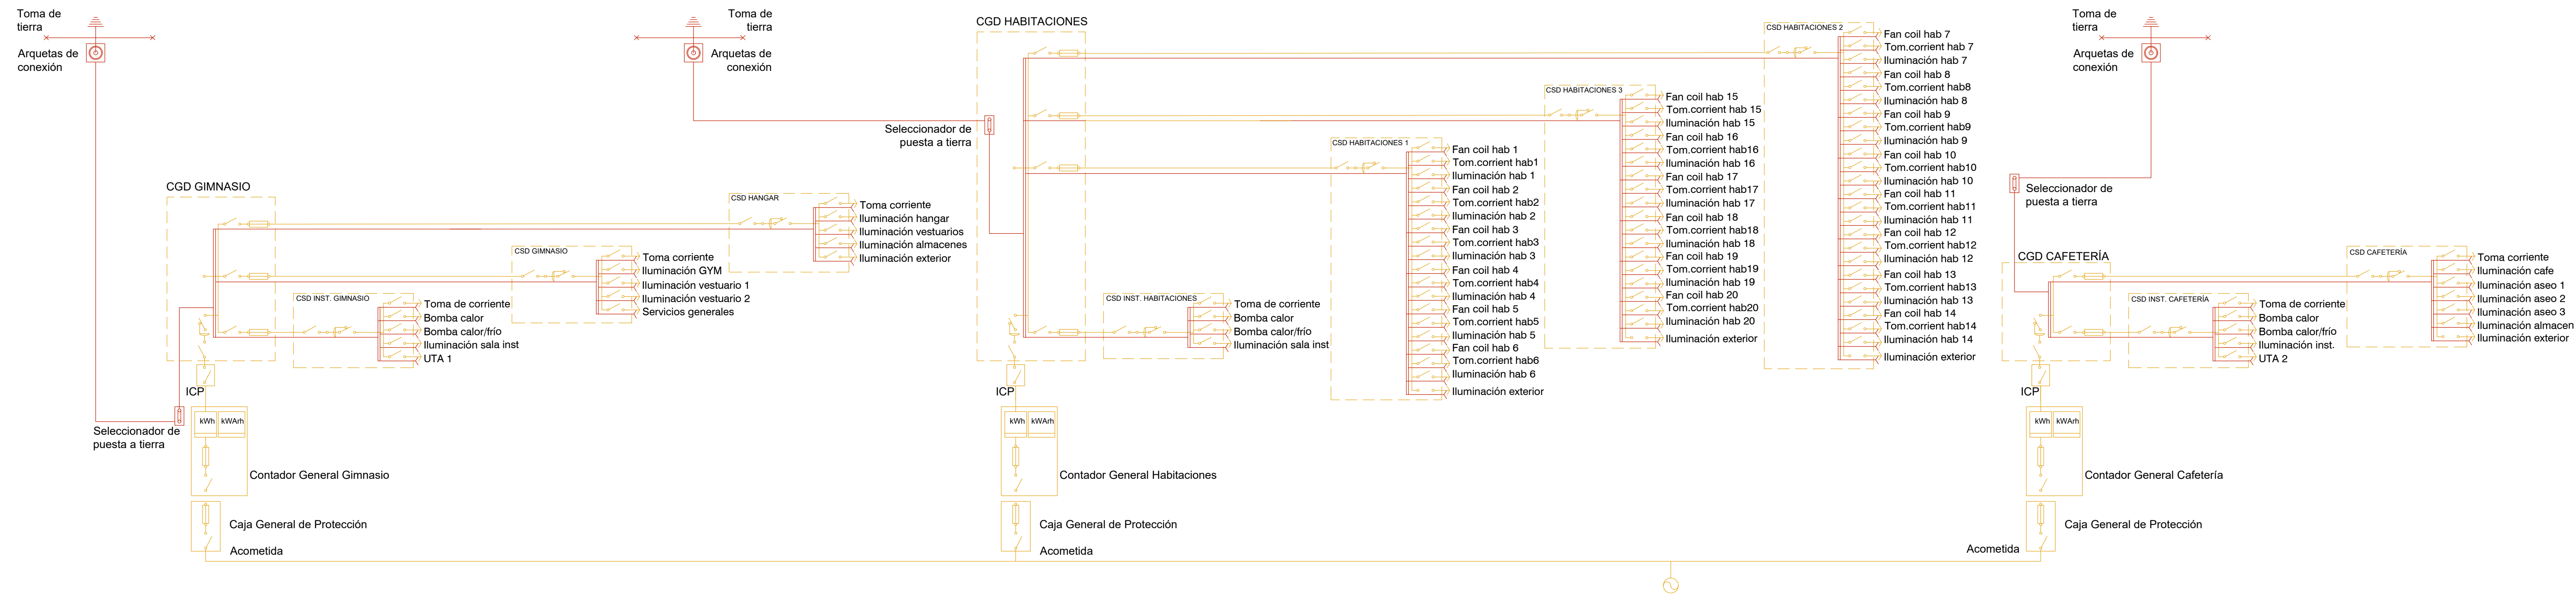 Toma de
tierra
Arquetas de
conexión
CGD GIMNASIO
CSD HANGAR
Toma corriente
Iluminación hangar
Iluminación vestuarios
Iluminación almacenes
Iluminación exterior
CSD GIMNASIO
Toma corriente
Iluminación GYM
Iluminación vestuario 1
Iluminación vestuario 2
Servicios generales
CSD INST. GIMNASIO
Toma de corriente
Bomba calor
Bomba calor/frío
Iluminación sala inst
UTA 1
ICP
Seleccionador de
puesta a tierra
kWh
kWArh
Contador General Gimnasio
Caja General de Protección
Acometida
Toma de
tierra
Arquetas de
conexión
Seleccionador de
puesta a tierra
CGD HABITACIONES
CSD HABITACIONES 2
Fan coil hab 7
Tom.corrient hab 7
Iluminación hab 7
Fan coil hab 8
Tom.corrient hab8
Iluminación hab 8
Fan coil hab 9
Tom.corrient hab9
Iluminación hab 9
Fan coil hab 10
Tom.corrient hab10
Iluminación hab 10
Fan coil hab 11
Tom.corrient hab11
Iluminación hab 11
Fan coil hab 12
Tom.corrient hab12
Iluminación hab 12
Fan coil hab 13
Tom.corrient hab13
Iluminación hab 13
Fan coil hab 14
Tom.corrient hab14
Iluminación hab 14
Iluminación exterior
CSD HABITACIONES 3
Fan coil hab 15
Tom.corrient hab 15
Iluminación hab 15
Fan coil hab 16
Tom.corrient hab16
Iluminación hab 16
Fan coil hab 17
Tom.corrient hab17
Iluminación hab 17
Fan coil hab 18
Tom.corrient hab18
Iluminación hab 18
Fan coil hab 19
Tom.corrient hab19
Iluminación hab 19
Fan coil hab 20
Tom.corrient hab20
Iluminación hab 20
Iluminación exterior
CSD HABITACIONES 1
Fan coil hab 1
Tom.corrient hab1
Iluminación hab 1
Fan coil hab 2
Tom.corrient hab2
Iluminación hab 2
Fan coil hab 3
Tom.corrient hab3
Iluminación hab 3
Fan coil hab 4
Tom.corrient hab4
Iluminación hab 4
Fan coil hab 5
Tom.corrient hab5
Iluminación hab 5
Fan coil hab 6
Tom.corrient hab6
Iluminación hab 6
Iluminación exterior
CSD INST. HABITACIONES
Toma de corriente
Bomba calor
Bomba calor/frío
Iluminación sala inst
ICP
kWh
kWArh
Contador General Habitaciones
Caja General de Protección
Acometida
Toma de
tierra
Arquetas de
conexión
Seleccionador de
puesta a tierra
CGD CAFETERÍA
CSD CAFETERÍA
Toma corriente
Iluminación cafe
Iluminación aseo 1
Iluminación aseo 2
Iluminación aseo 3
Iluminación almacen
Iluminación exterior
CSD INST. CAFETERÍA
Toma de corriente
Bomba calor
Bomba calor/frío
Iluminación inst.
UTA 2
ICP
kWh
kWArh
Contador General Cafetería
Caja General de Protección
Acometida